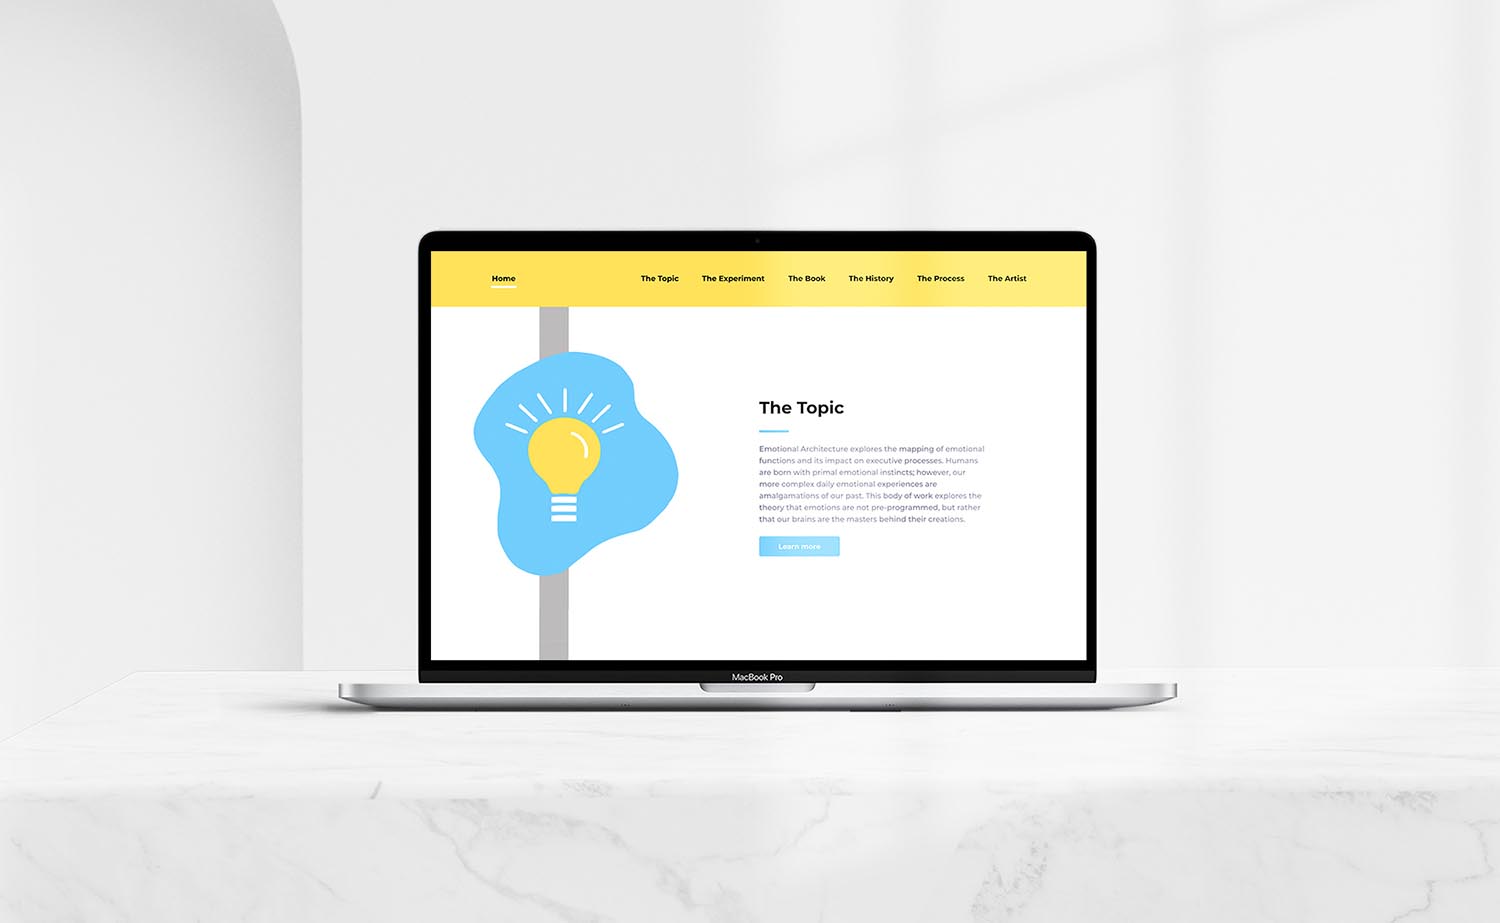 Home
The Topic
The Experiment
The Book
The History
The Process
The Artist
The Topic
Emotional Architecture explores the mapping of emotional
functions and its impact on executive processes. Humans
are born with primal emotional instincts; however, our
more complex daily emotional experiences are
amalgamations of our past. This body of work explores the
theory that emotions are not pre-programmed, but rather
that our brains are the masters behind their creations.
Learn more
MacBook Pro